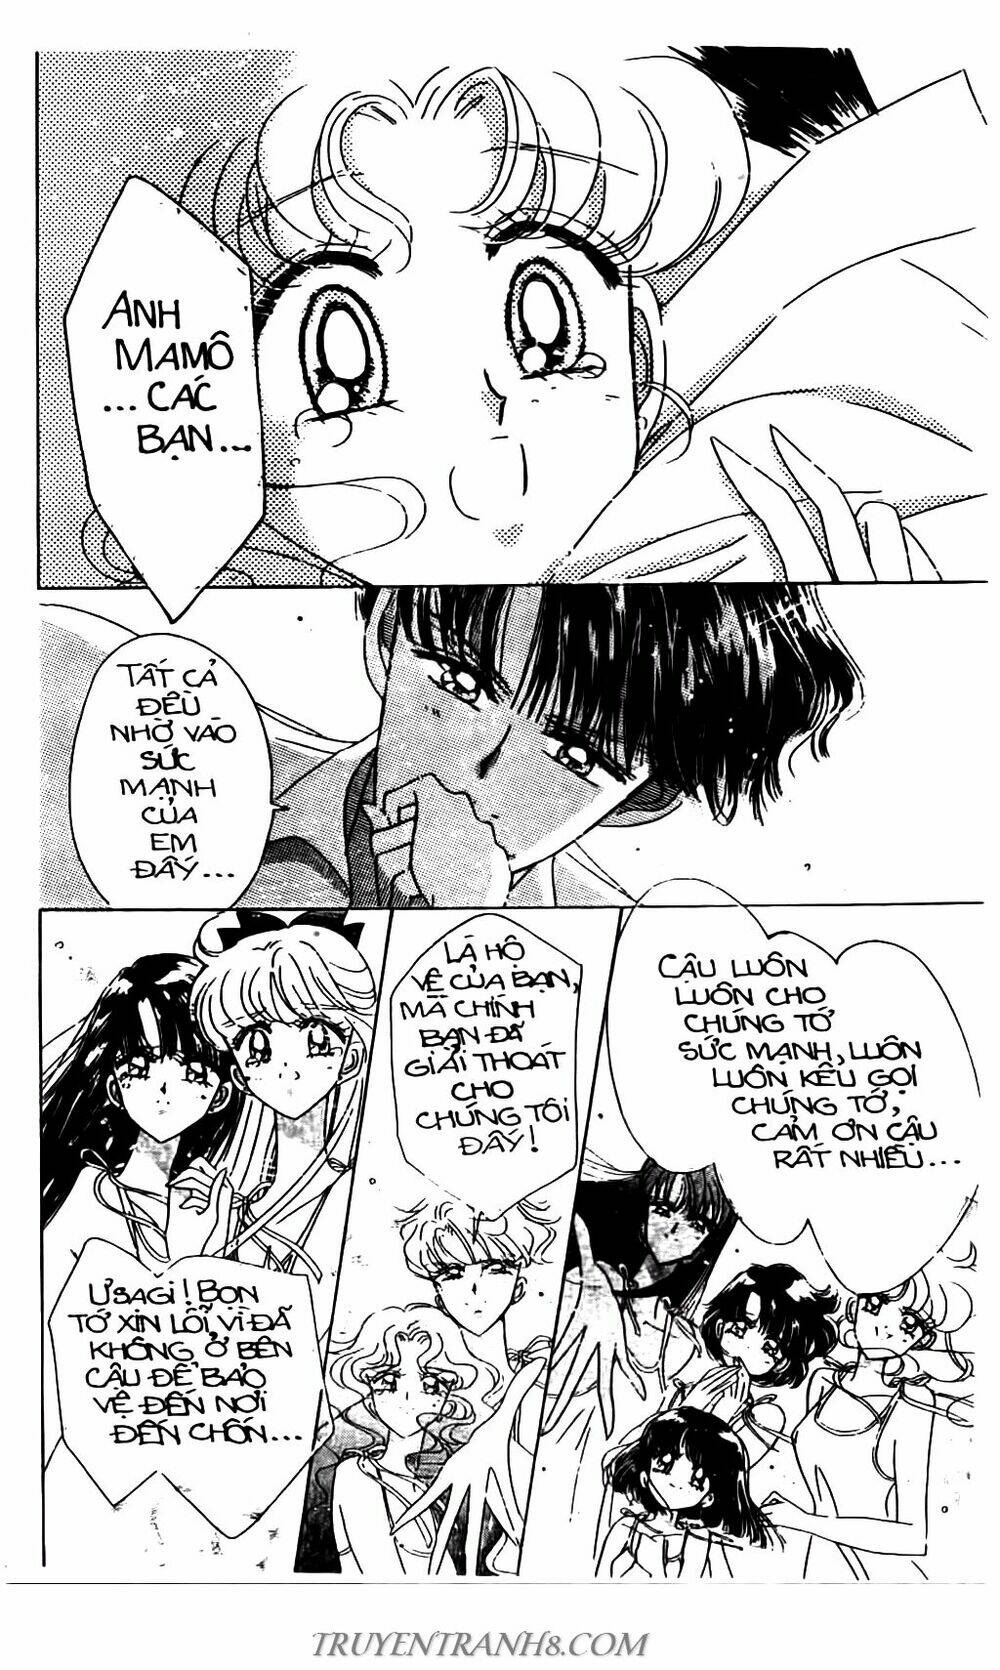 ANH
MAMÔ
... CÁC
BẠN...
TẤT CẢ
ĐỀU
NHỜ VÀO
SỨC
MẠNH
CỦA
EM
ĐẤY...
ƯSAGI! BỌN
TỚ XIN LỖI, VÌ ĐÃ
KHÔNG Ở BÊN
CẬU ĐỂ BẢO
VỆ ĐẾN NƠI
ĐẾN CHỐN...
LÀ HỘ
VỆ CỦA BẠN,
MÀ CHÍNH
BẠN ĐÃ
GIẢI THOÁT
CHO
CHÚNG TÔI
ĐẤY!
CẬU LUÔN
LUÔN CHO
CHÚNG TỚ
SỨC MẠNH, LUÔN
LUÔN KÊU GỌI
CHÚNG TỚ,
CẢM ƠN CẬU
RẤT NHIỀU...
TRUYENTRANH8.COM